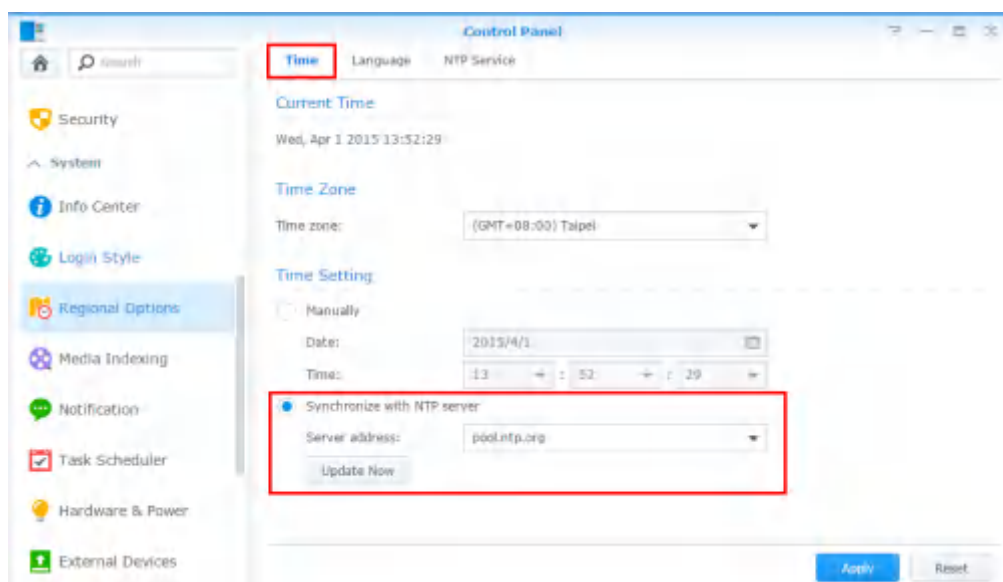 Control Panel
Search
Time Language NTP Service
Security
System
Info Center
Login Style
Regional Options
Media Indexing
Notification
Task Scheduler
Hardware & Power
External Devices
Current Time
Wed, Apr 1 2015 13:52:29
Time Zone
Time zone: (GMT+08:00) Taipei
Time Setting
Manually
Date: 2015/4/1
Time: 13 : 52 : 29
Synchronize with NTP server
Server address: pool.ntp.org
Update Now
Apply Reset